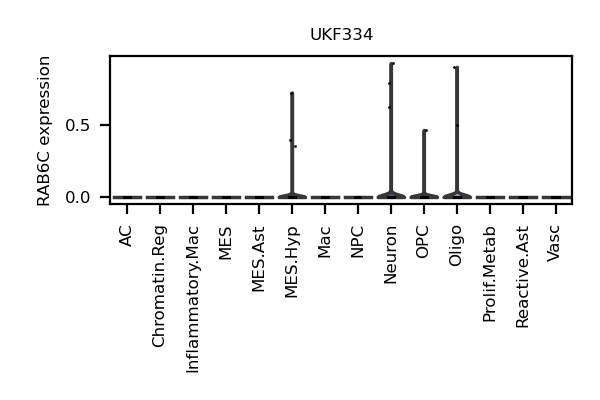 UKF334
RAB6C expression
0.5
0.0
AC
Chromatin.Reg
Inflammatory.Mac
MES
MES.Ast
MES.Hyp
Mac
NPC
Neuron
OPC
Oligo
Prolif.Metab
Reactive.Ast
Vasc